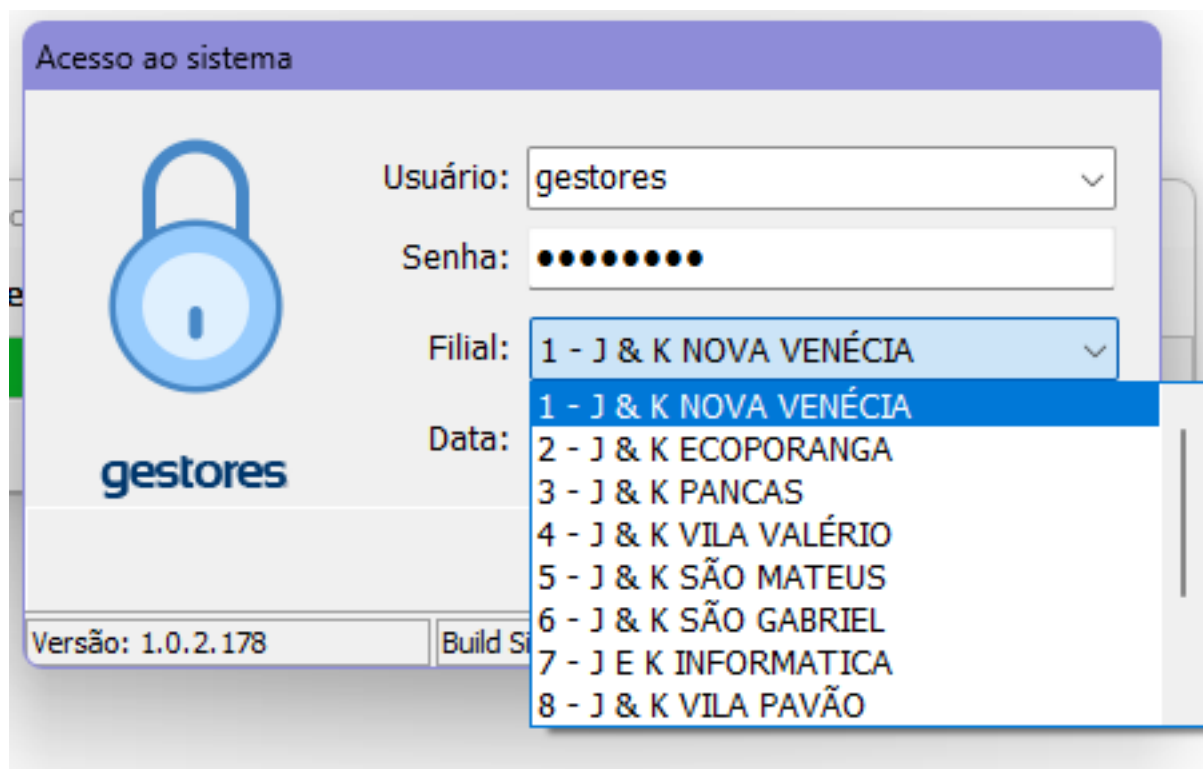 Acesso ao sistema
Usuário: gestores
Senha: ●●●●●●●●
Filial: 1 - J & K NOVA VENÉCIA
1 - J & K NOVA VENÉCIA
Data:
2 - J & K ECOPORANGA
3 - J & K PANCAS
4 - J & K VILA VALÉRIO
5 - J & K SÃO MATEUS
6 - J & K SÃO GABRIEL
7 - J E K INFORMATICA
8 - J & K VILA PAVÃO
gestores
Versão: 1.0.2.178
Build